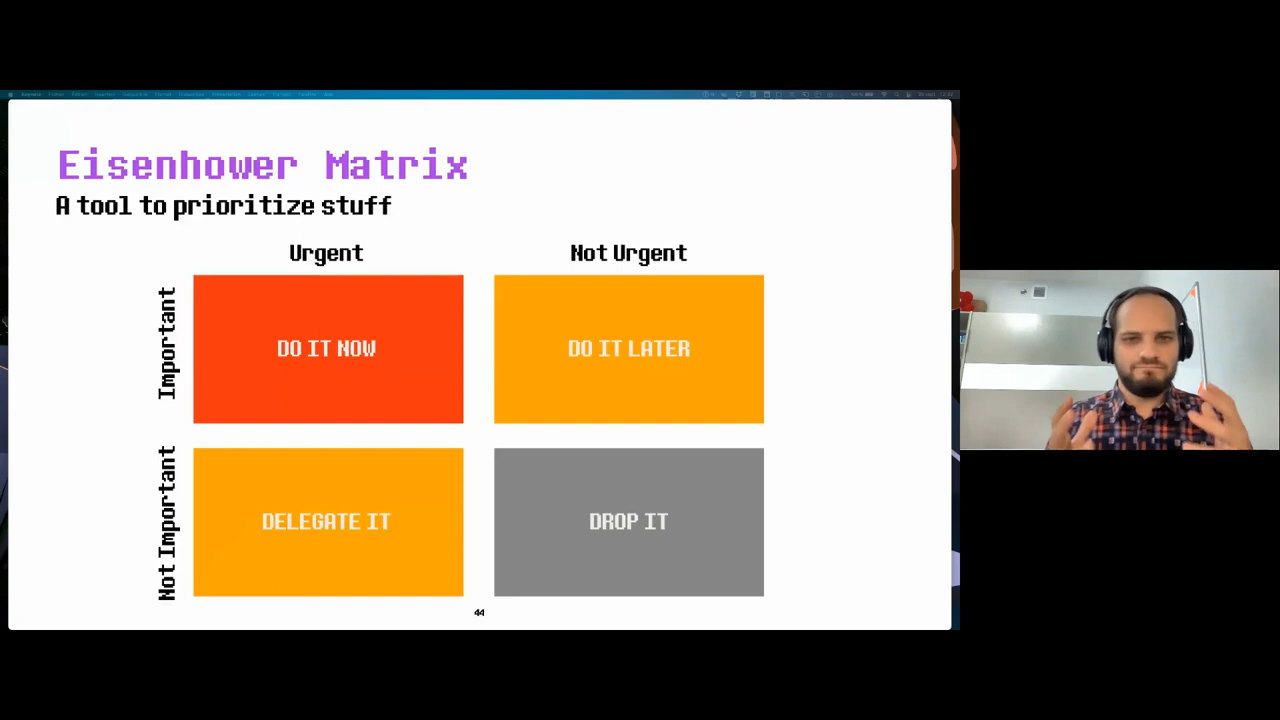 Eisenhower Matrix
A tool to prioritize stuff
Urgent
Not Urgent
Important
DO IT NOW
DO IT LATER
Not Important
DELEGATE IT
DROP IT
44